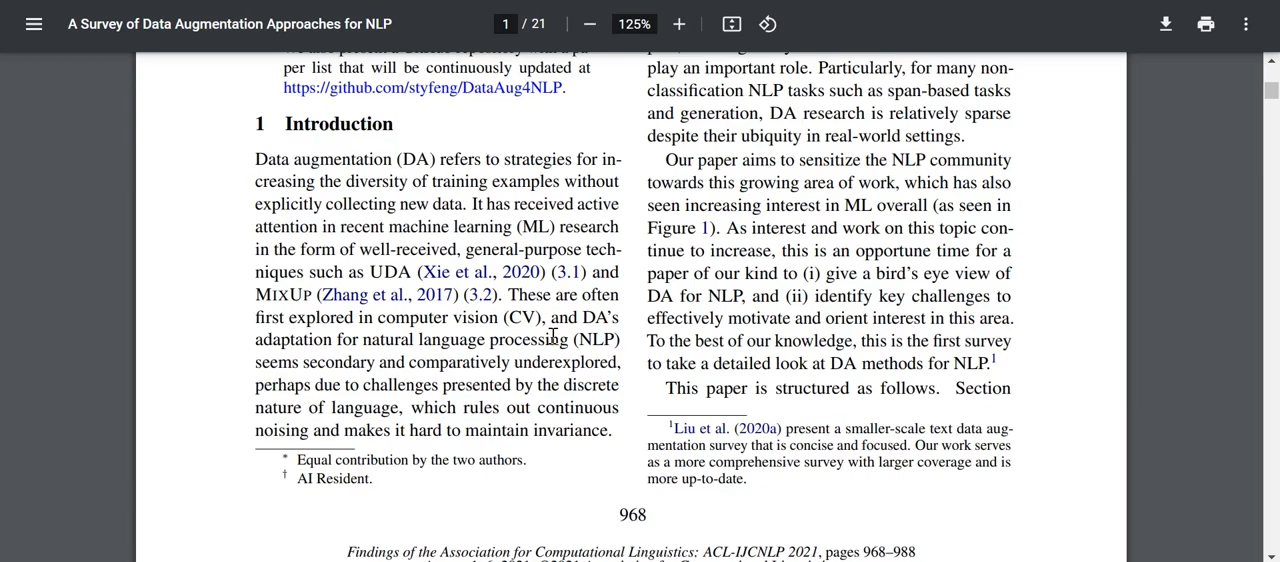 A Survey of Data Augmentation Approaches for NLP
1 / 21
125%
per list that will be continuously updated at
https://github.com/styfeng/DataAug4NLP.
1 Introduction
Data augmentation (DA) refers to strategies for in-
creasing the diversity of training examples without
explicitly collecting new data. It has received active
attention in recent machine learning (ML) research
in the form of well-received, general-purpose tech-
niques such as UDA (Xie et al., 2020) (3.1) and
MIXUP (Zhang et al., 2017) (3.2). These are often
first explored in computer vision (CV), and DA's
adaptation for natural language processing (NLP)
seems secondary and comparatively underexplored,
perhaps due to challenges presented by the discrete
nature of language, which rules out continuous
noising and makes it hard to maintain invariance.
* Equal contribution by the two authors.
† AI Resident.
play an important role. Particularly, for many non-
classification NLP tasks such as span-based tasks
and generation, DA research is relatively sparse
despite their ubiquity in real-world settings.
Our paper aims to sensitize the NLP community
towards this growing area of work, which has also
seen increasing interest in ML overall (as seen in
Figure 1). As interest and work on this topic con-
tinue to increase, this is an opportune time for a
paper of our kind to (i) give a bird's eye view of
DA for NLP, and (ii) identify key challenges to
effectively motivate and orient interest in this area.
To the best of our knowledge, this is the first survey
to take a detailed look at DA methods for NLP.1
This paper is structured as follows. Section
1Liu et al. (2020a) present a smaller-scale text data aug-
mentation survey that is concise and focused. Our work serves
as a more comprehensive survey with larger coverage and is
more up-to-date.
968
Findings of the Association for Computational Linguistics: ACL-IJCNLP 2021, pages 968–988